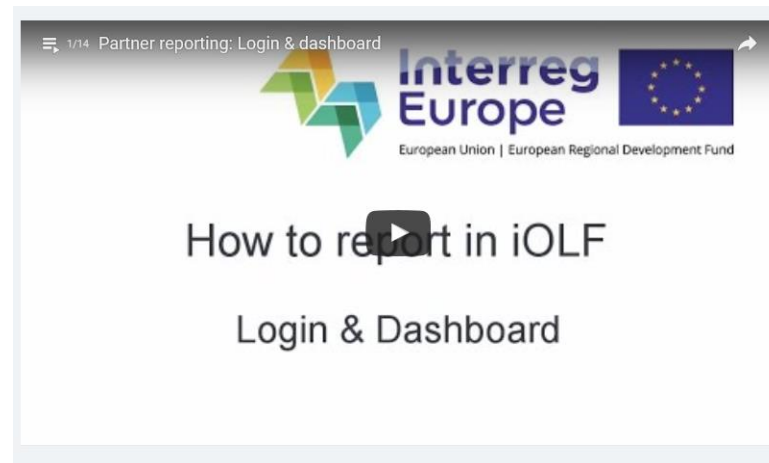 1/14 Partner reporting: Login & dashboard
Interreg
Europe
European Union | European Regional Development Fund
How to report in iOLF
Login & Dashboard